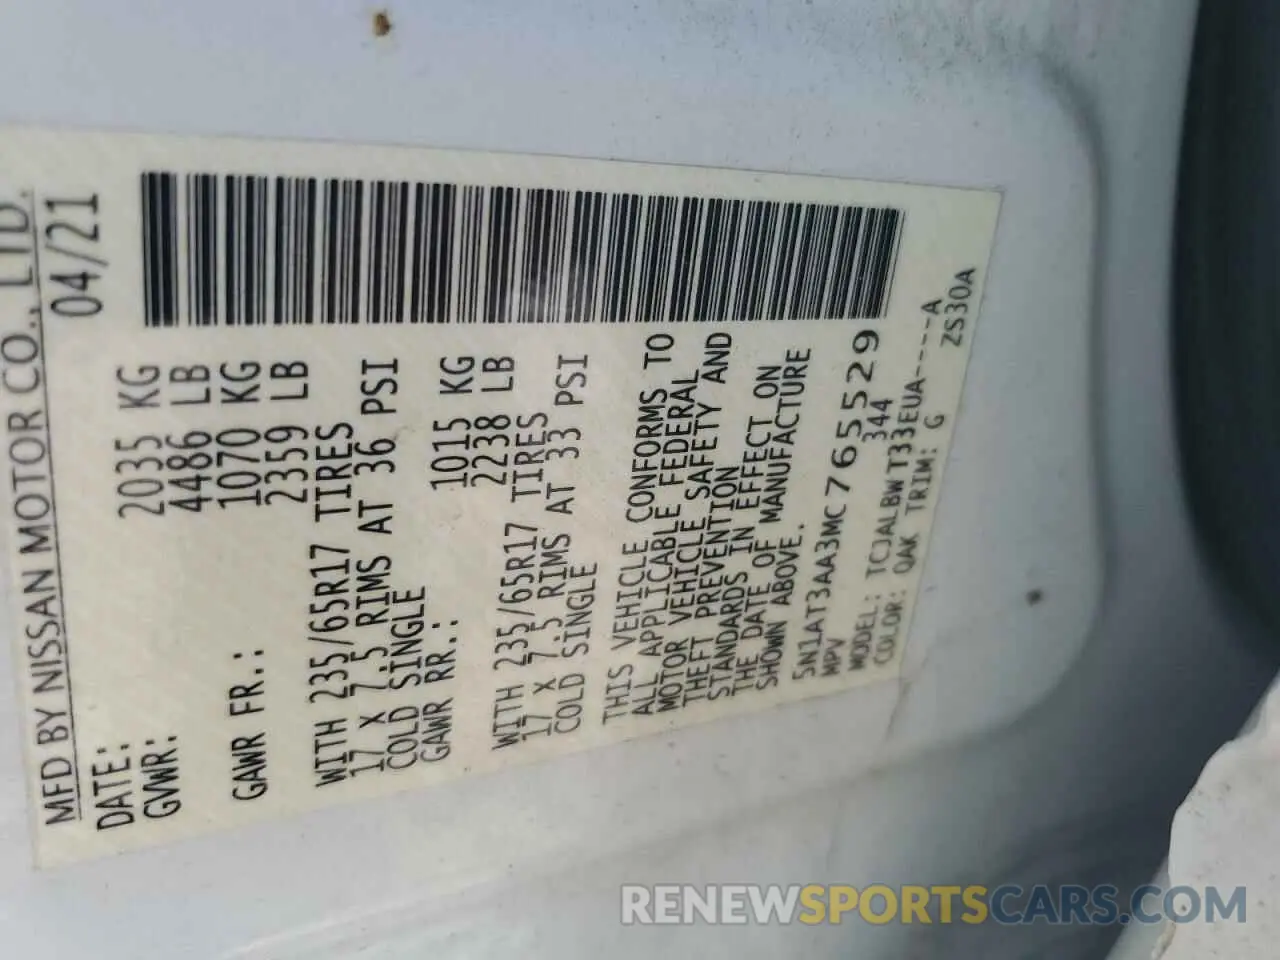 MFD BY NISSAN MOTOR CO., LTD.
DATE: 04/21
GVWR: 2035 KG
4486 LB
GAWR FR.: 1070 KG
2359 LB
WITH 235/65R17 TIRES
17 X 7.5 RIMS AT 36 PSI
COLD SINGLE
GAWR RR.: 1015 KG
2238 LB
WITH 235/65R17 TIRES
17 X 7.5 RIMS AT 33 PSI
COLD SINGLE
THIS VEHICLE CONFORMS TO
ALL APPLICABLE FEDERAL
MOTOR VEHICLE SAFETY AND
THEFT PREVENTION
STANDARDS IN EFFECT ON
THE DATE OF MANUFACTURE
SHOWN ABOVE.
5N1AT3AA3MC765529
MPV 344
MODEL: TCJALBWT33EUA----A
COLOR: QAK TRIM: G
ZS30A
RENEWSPORTSCARS.COM